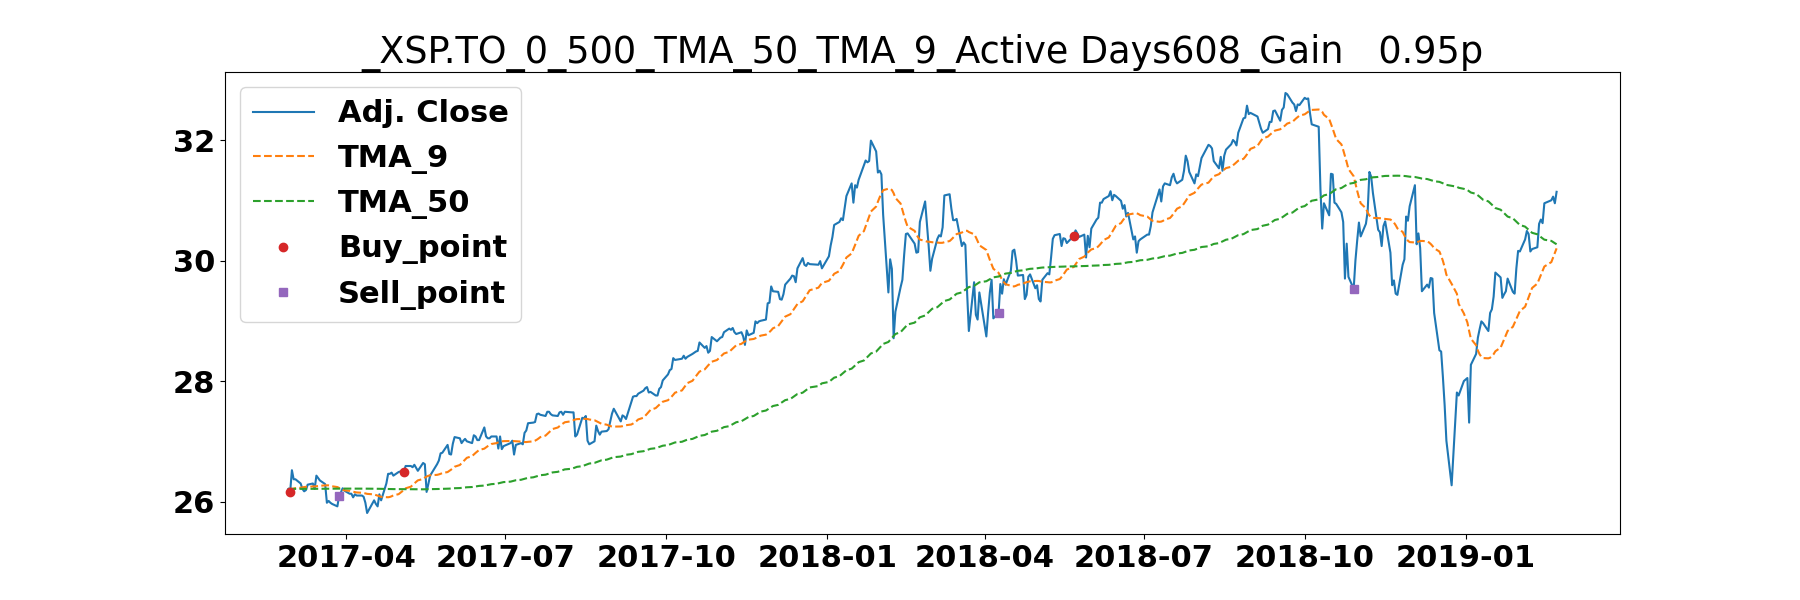 _XSP.TO_0_500_TMA_50_TMA_9_Active Days608_Gain   0.95p
Adj. Close
TMA_9
TMA_50
Buy_point
Sell_point
32
30
28
26
2017-04 2017-07 2017-10 2018-01 2018-04 2018-07 2018-10 2019-01